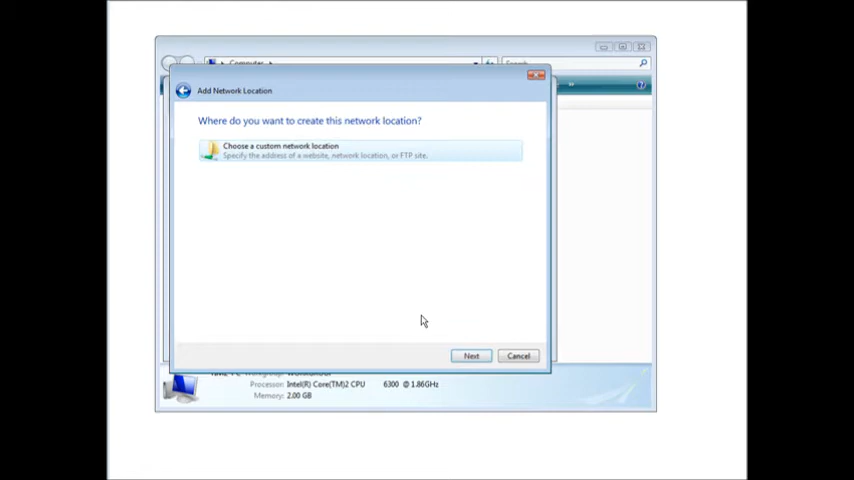 Computer
Search
Add Network Location
Where do you want to create this network location?
Choose a custom network location
Specify the address of a website, network location, or FTP site.
Next
Cancel
Processor: Intel(R) Core(TM)2 CPU 6300 @ 1.86GHz
Memory: 2.00 GB